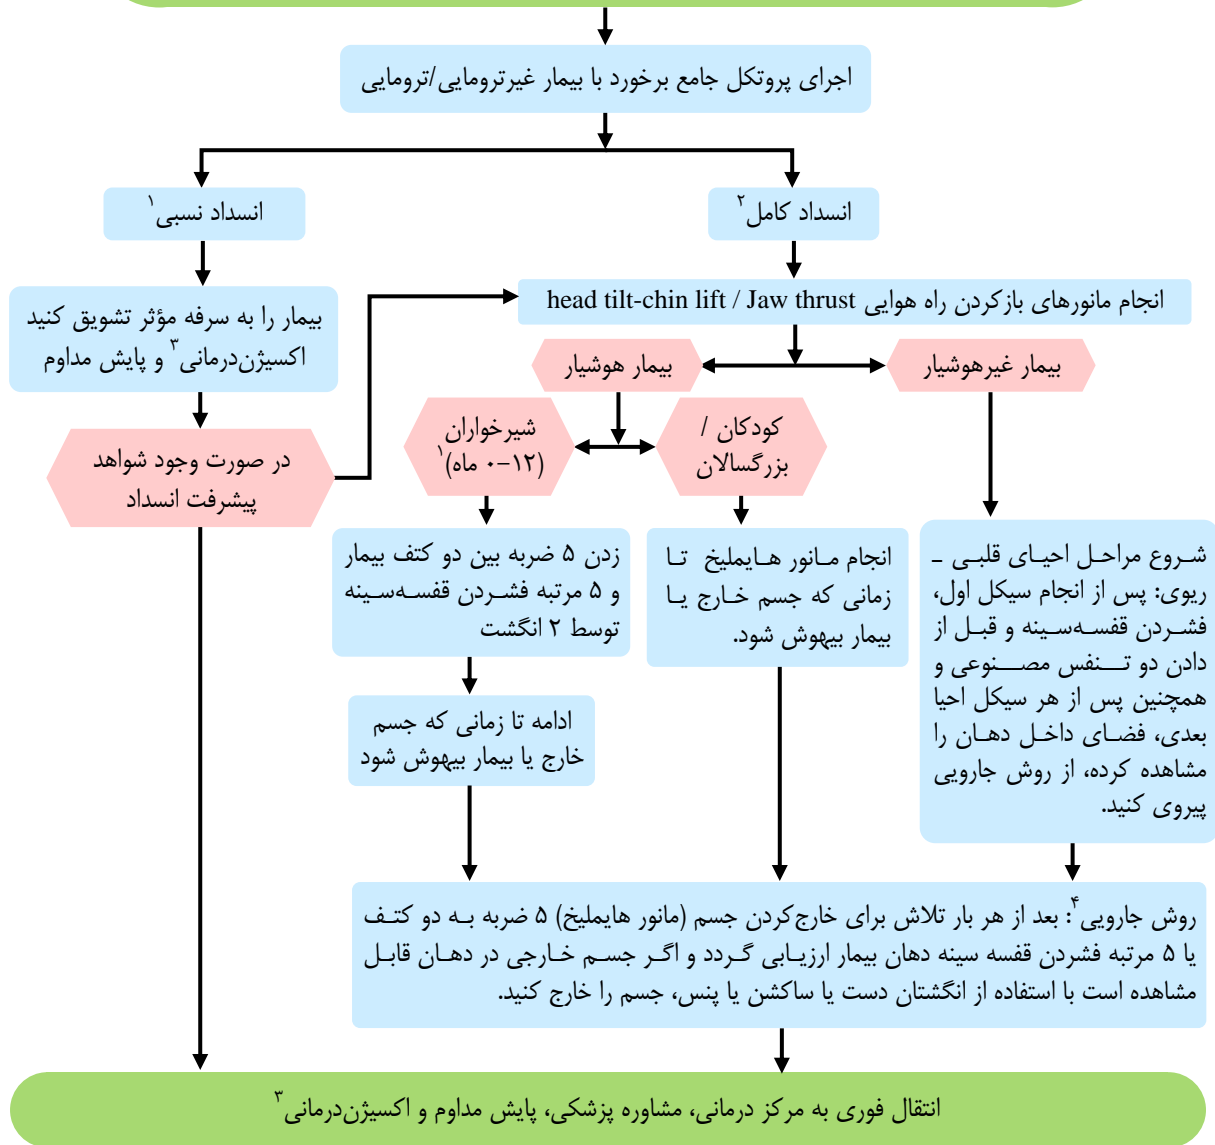 اجرای پروتکل جامع برخورد با بیمار غیرترومایی/ترومایی
انسداد کامل۲
انسداد نسبی۱
انجام مانورهای بازکردن راه هوایی head tilt-chin lift / Jaw thrust
بیمار را به سرفه مؤثر تشویق کنید
اکسیژن‌درمانی۳ و پایش مداوم
بیمار غیرهوشیار
بیمار هوشیار
کودکان /
بزرگسالان
شیرخواران
(۱۲-۰ ماه)۱
در صورت وجود شواهد
پیشرفت انسداد
شروع مراحل احیای قلبی ـ
ریوی: پس از انجام سیکل اول،
فشردن قفسه‌سینه و قبل از
دادن دو تنفس مصنوعی و
همچنین پس از هر سیکل احیا
بعدی، فضای داخل دهان را
مشاهده کرده، از روش جارویی
پیروی کنید.
انجام مانور هایملیخ تا
زمانی که جسم خارج یا
بیمار بیهوش شود.
زدن ۵ ضربه بین دو کتف بیمار
و ۵ مرتبه فشردن قفسه‌سینه
توسط ۲ انگشت
ادامه تا زمانی که جسم
خارج یا بیمار بیهوش شود
روش جارویی۴: بعد از هر بار تلاش برای خارج‌کردن جسم (مانور هایملیخ) ۵ ضربه به دو کتف
یا ۵ مرتبه فشردن قفسه سینه دهان بیمار ارزیابی گردد و اگر جسم خارجی در دهان قابل
مشاهده است با استفاده از انگشتان دست یا ساکشن یا پنس، جسم را خارج کنید.
انتقال فوری به مرکز درمانی، مشاوره پزشکی، پایش مداوم و اکسیژن‌درمانی۳